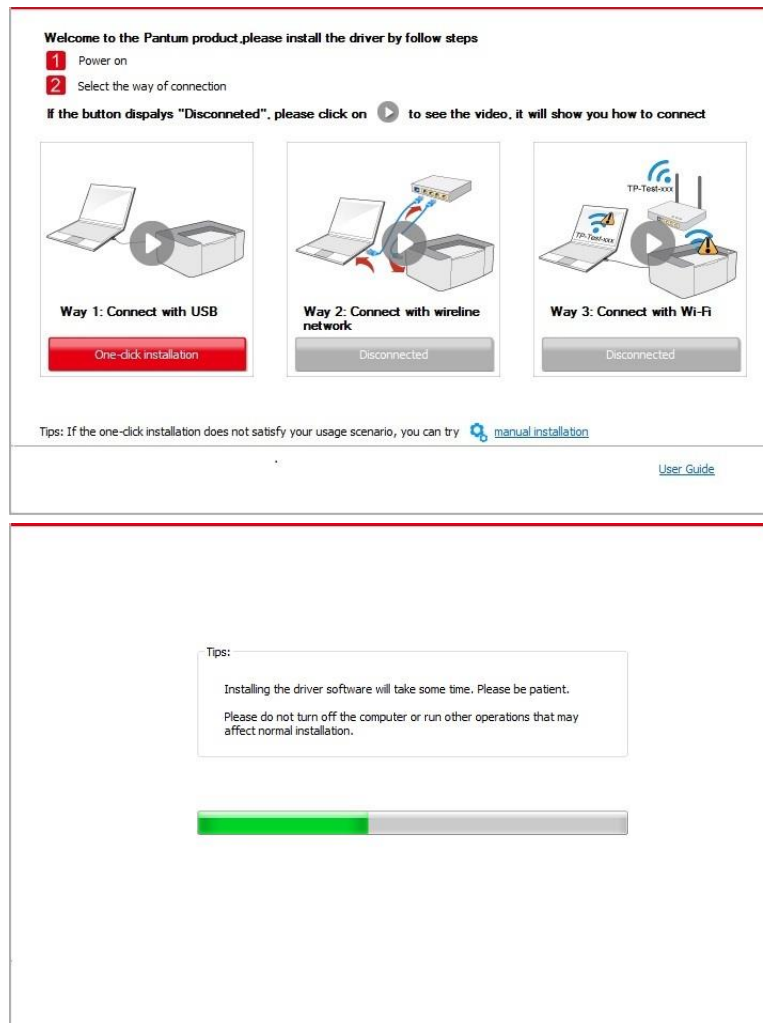 Welcome to the Pantum product,please install the driver by follow steps
1 Power on
2 Select the way of connection
If the button dispalys "Disconneted", please click on to see the video, it will show you how to connect
TP-Test-xxx
TP-Test-xxx
Way 1: Connect with USB
Way 2: Connect with wireline
network
Way 3: Connect with Wi-Fi
One-click installation
Disconnected
Disconnected
Tips: If the one-click installation does not satisfy your usage scenario, you can try manual installation
User Guide
Tips:
Installing the driver software will take some time. Please be patient.
Please do not turn off the computer or run other operations that may
affect normal installation.